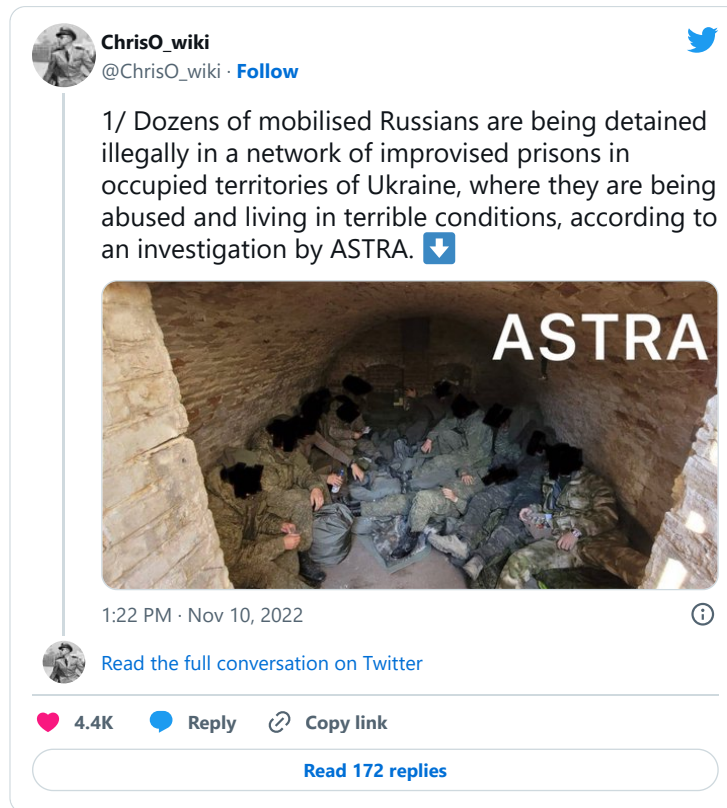 ChrisO_wiki
@ChrisO_wiki · Follow
1/ Dozens of mobilised Russians are being detained
illegally in a network of improvised prisons in
occupied territories of Ukraine, where they are being
abused and living in terrible conditions, according to
an investigation by ASTRA. ⬇️
ASTRA
1:22 PM · Nov 10, 2022
Read the full conversation on Twitter
4.4K Reply Copy link
Read 172 replies